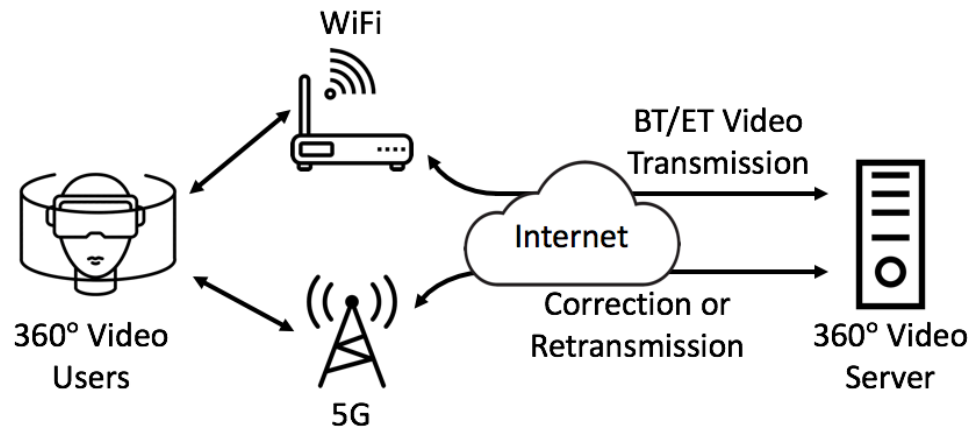 WiFi
BT/ET Video
Transmission
Internet
Correction or
Retransmission
360° Video
Users
5G
360° Video
Server